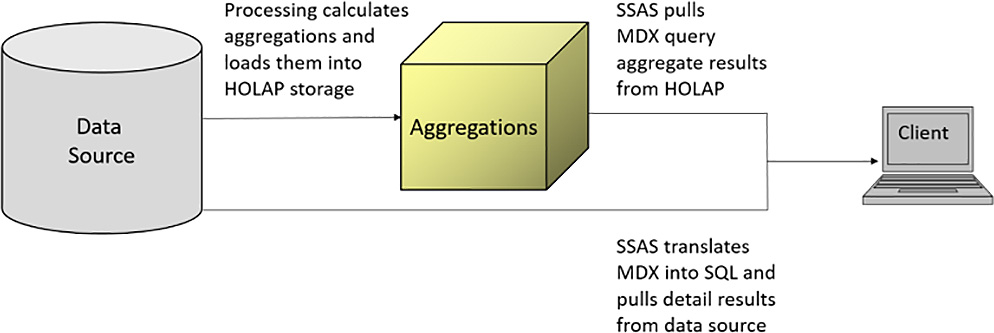 Processing calculates
aggregations and
loads them into
HOLAP storage
SSAS pulls
MDX query
aggregate results
from HOLAP
Data
Source
Aggregations
Client
SSAS translates
MDX into SQL and
pulls detail results
from data source